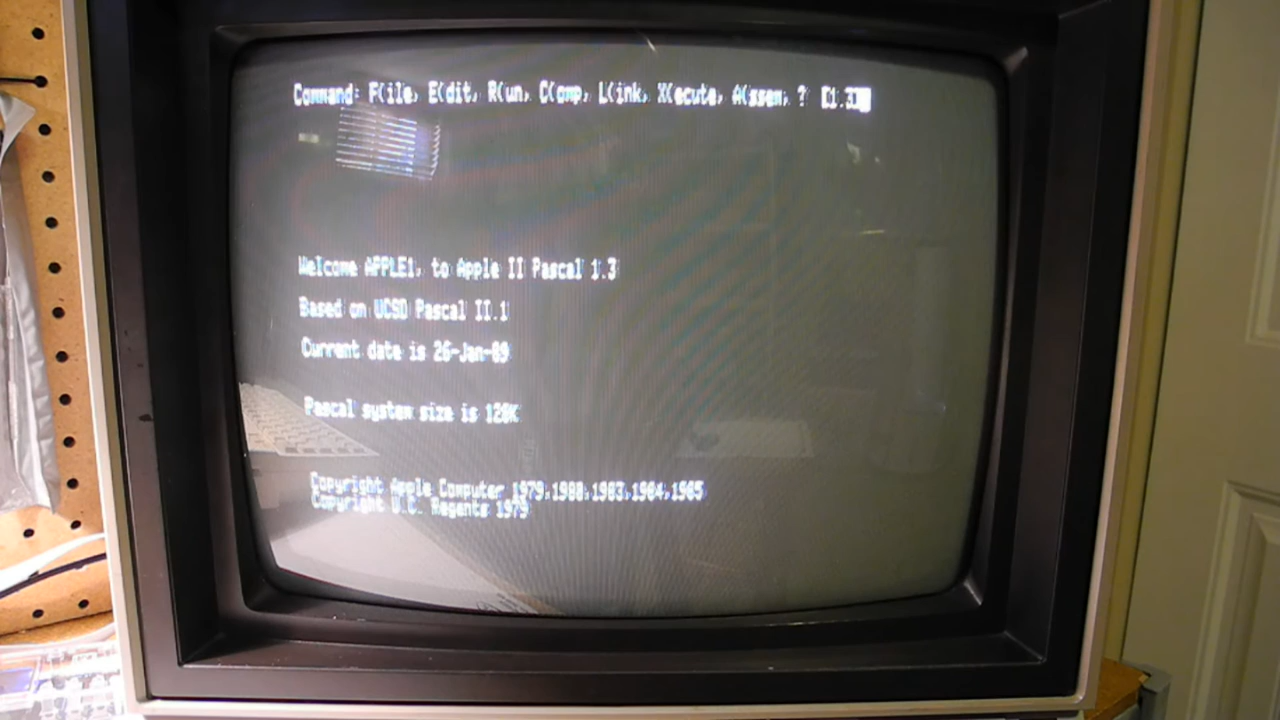 Command: F(ile, E(dit, R(un, C(omp, L(ink, X(ecute, A(ssem, ? [1.3]
Welcome APPLE1, to Apple II Pascal 1.3
Based on UCSD Pascal II.1
Current date is 26-Jan-89
Pascal system size is 128K
Copyright Apple Computer 1979,1980,1983,1984,1985
Copyright U.C. Regents 1979